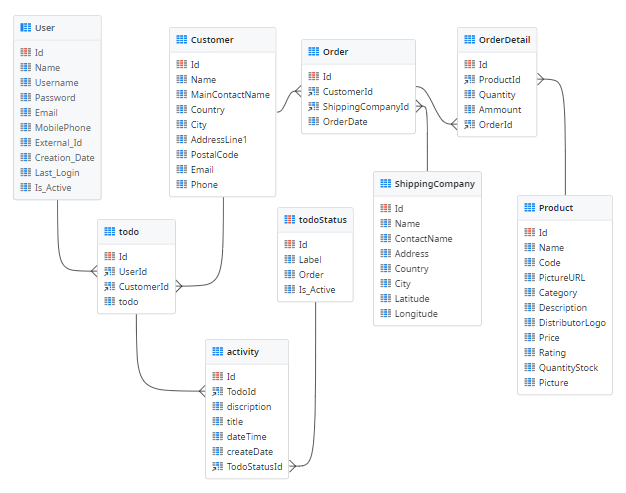 User
Id
Name
Username
Password
Email
MobilePhone
External_Id
Creation_Date
Last_Login
Is_Active
Customer
Id
Name
MainContactName
Country
City
AddressLine1
PostalCode
Email
Phone
Order
Id
CustomerId
ShippingCompanyId
OrderDate
OrderDetail
Id
ProductId
Quantity
Ammount
OrderId
todo
Id
UserId
CustomerId
todo
todoStatus
Id
Label
Order
Is_Active
ShippingCompany
Id
Name
ContactName
Address
Country
City
Latitude
Longitude
Product
Id
Name
Code
PictureURL
Category
Description
DistributorLogo
Price
Rating
QuantityStock
Picture
activity
Id
TodoId
discription
title
dateTime
createDate
TodoStatusId